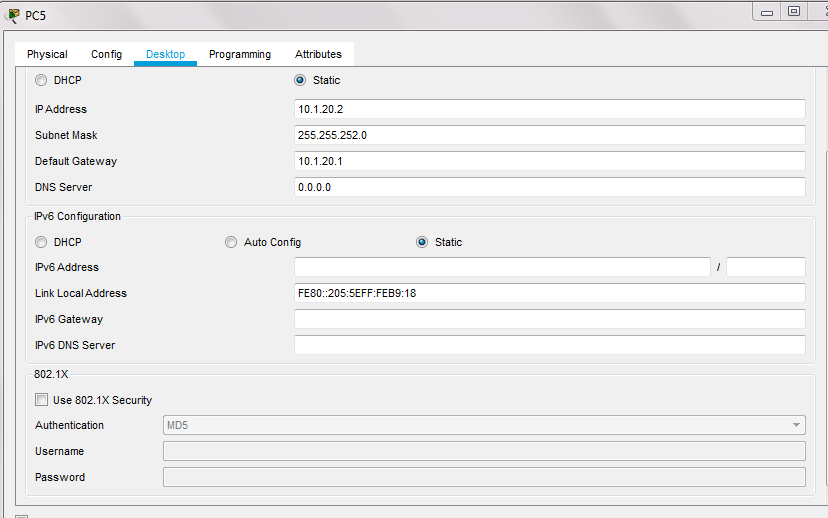 PC5
Physical Config Desktop Programming Attributes
DHCP Static
IP Address 10.1.20.2
Subnet Mask 255.255.252.0
Default Gateway 10.1.20.1
DNS Server 0.0.0.0
IPv6 Configuration
DHCP Auto Config Static
IPv6 Address /
Link Local Address FE80::205:5EFF:FEB9:18
IPv6 Gateway
IPv6 DNS Server
802.1X
Use 802.1X Security
Authentication MD5
Username
Password